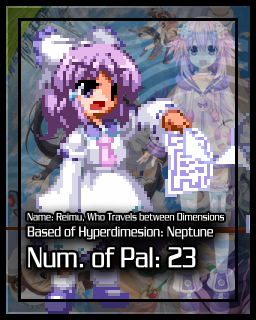 Name: Reimu, Who Travels between Dimensions
Based of Hyperdimesion: Neptune
Num. of Pal: 23